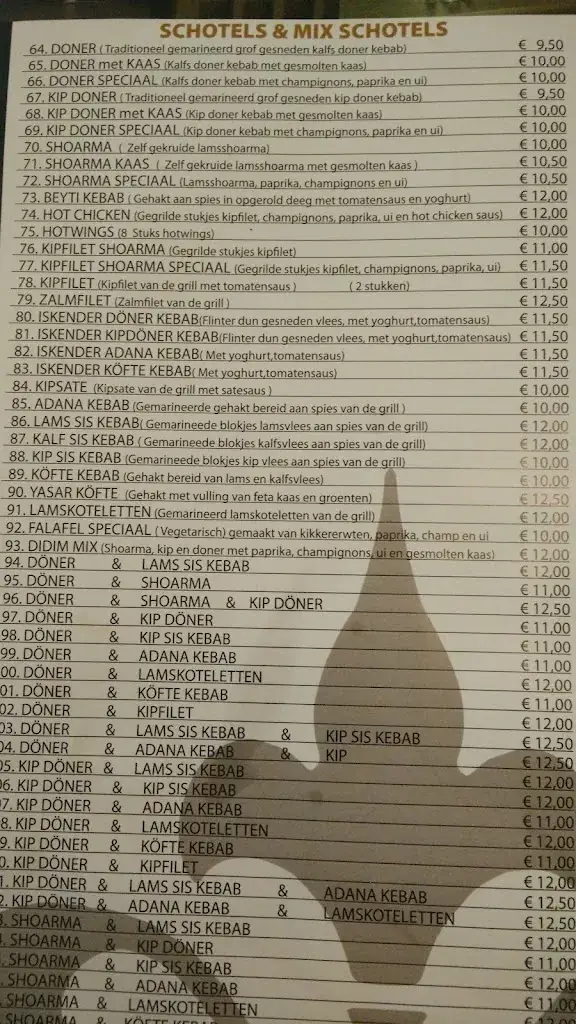 SCHOTELS & MIX SCHOTELS
64. DONER ( Traditioneel gemarineerd grof gesneden kalfs doner kebab) € 9,50
65. DONER met KAAS (Kalfs doner kebab met gesmolten kaas) € 10,00
66. DONER SPECIAAL (Kalfs doner kebab met champignons, paprika en ui) € 10,00
67. KIP DONER ( Traditioneel gemarineerd grof gesneden kip doner kebab) € 9,50
68. KIP DONER met KAAS (Kip doner kebab met gesmolten kaas) € 10,00
69. KIP DONER SPECIAAL (Kip doner kebab met champignons, paprika en ui) € 10,00
70. SHOARMA ( Zelf gekruide lamsshoarma) € 10,00
71. SHOARMA KAAS ( Zelf gekruide lamsshoarma met gesmolten kaas ) € 10,50
72. SHOARMA SPECIAAL (Lamsshoarma, paprika, champignons en ui) € 10,50
73. BEYTI KEBAB ( Gehakt aan spies in opgerold deeg met tomatensaus en yoghurt) € 12,00
74. HOT CHICKEN (Gegrilde stukjes kipfilet, champignons, paprika, ui en hot chicken saus) € 12,00
75. HOTWINGS (8 Stuks hotwings) € 10,00
76. KIPFILET SHOARMA (Gegrilde stukjes kipfilet) € 11,00
77. KIPFILET SHOARMA SPECIAAL (Gegrilde stukjes kipfilet, champignons, paprika, ui) € 11,50
78. KIPFILET (Kipfilet van de grill met tomatensaus ) ( 2 stukken) € 11,50
79. ZALMFILET (Zalmfilet van de grill ) € 12,50
80. ISKENDER DÖNER KEBAB(Flinter dun gesneden vlees, met yoghurt,tomatensaus) € 11,50
81. ISKENDER KIPDÖNER KEBAB(Flinter dun gesneden vlees, met yoghurt,tomatensaus) € 11,50
82. ISKENDER ADANA KEBAB( Met yoghurt,tomatensaus) € 11,50
83. ISKENDER KÖFTE KEBAB( Met yoghurt,tomatensaus) € 11,50
84. KIPSATE (Kipsate van de grill met satesaus ) € 10,00
85. ADANA KEBAB (Gemarineerde gehakt bereid aan spies van de grill ) € 10,00
86. LAMS SIS KEBAB( Gemarineede blokjes lamsvlees aan spies van de grill) € 12,00
87. KALF SIS KEBAB ( Gemarineede blokjes kalfsvlees aan spies van de grill) € 12,00
88. KIP SIS KEBAB (Gemarineede blokjes kip vlees aan spies van de grill) € 10,00
89. KÖFTE KEBAB (Gehakt bereid van lams en kalfsvlees) € 10,00
90. YASAR KÖFTE (Gehakt met vulling van feta kaas en groenten) € 12,50
91. LAMSKOTELETTEN (Gemarineerd lamskoteletten van de grill) € 12,00
92. FALAFEL SPECIAAL ( Vegetarisch) gemaakt van kikkererwten, paprika, champ en ui € 10,00
93. DIDIM MIX (Shoarma, kip en doner met paprika, champignons, ui en gesmolten kaas) € 12,00
94. DÖNER & LAMS SIS KEBAB € 12,00
95. DÖNER & SHOARMA € 11,00
96. DÖNER & SHOARMA & KIP DÖNER € 12,50
97. DÖNER & KIP DÖNER € 11,00
98. DÖNER & KIP SIS KEBAB € 11,00
99. DÖNER & ADANA KEBAB € 11,00
00. DÖNER & LAMSKOTELETTEN € 12,00
01. DÖNER & KÖFTE KEBAB € 11,00
02. DÖNER & KIPFILET € 12,00
03. DÖNER & LAMS SIS KEBAB & KIP SIS KEBAB € 12,50
04. DÖNER & ADANA KEBAB & KIP € 12,50
05. KIP DÖNER & LAMS SIS KEBAB € 12,00
06. KIP DÖNER & KIP SIS KEBAB € 12,00
7. KIP DÖNER & ADANA KEBAB € 11,00
8. KIP DÖNER & LAMSKOTELETTEN € 12,00
9. KIP DÖNER & KÖFTE KEBAB € 11,00
0. KIP DÖNER & KIPFILET € 12,00
1. KIP DÖNER & LAMS SIS KEBAB & ADANA KEBAB € 12,50
2. KIP DÖNER & ADANA KEBAB & LAMSKOTELETTEN € 12,50
3. SHOARMA & LAMS SIS KEBAB € 12,00
. SHOARMA & KIP DÖNER € 11,00
. SHOARMA & KIP SIS KEBAB € 12,00
. SHOARMA & ADANA KEBAB € 11,00
. SHOARMA & LAMSKOTELETTEN € 12,00
SHOARMA & KÖFTE KEBAB